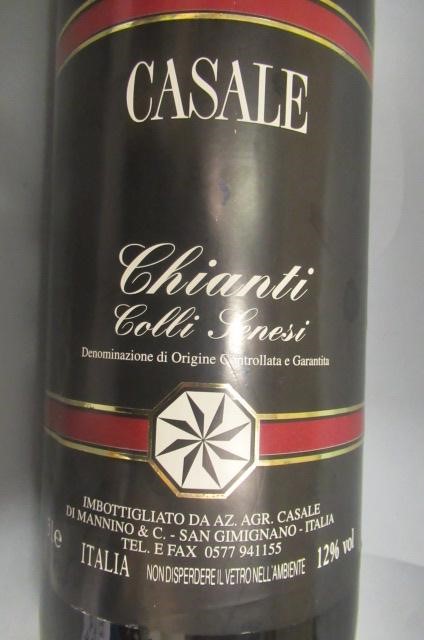 CASALE
Chianti
Colli Senesi
Denominazione di Origine Controllata e Garantita
IMBOTTIGLIATO DA AZ. AGR. CASALE
DI MANNINO & C. - SAN GIMIGNANO - ITALIA
TEL. E FAX 0577 941155
ITALIA NON DISPERDERE IL VETRO NELL'AMBIENTE 12% vol